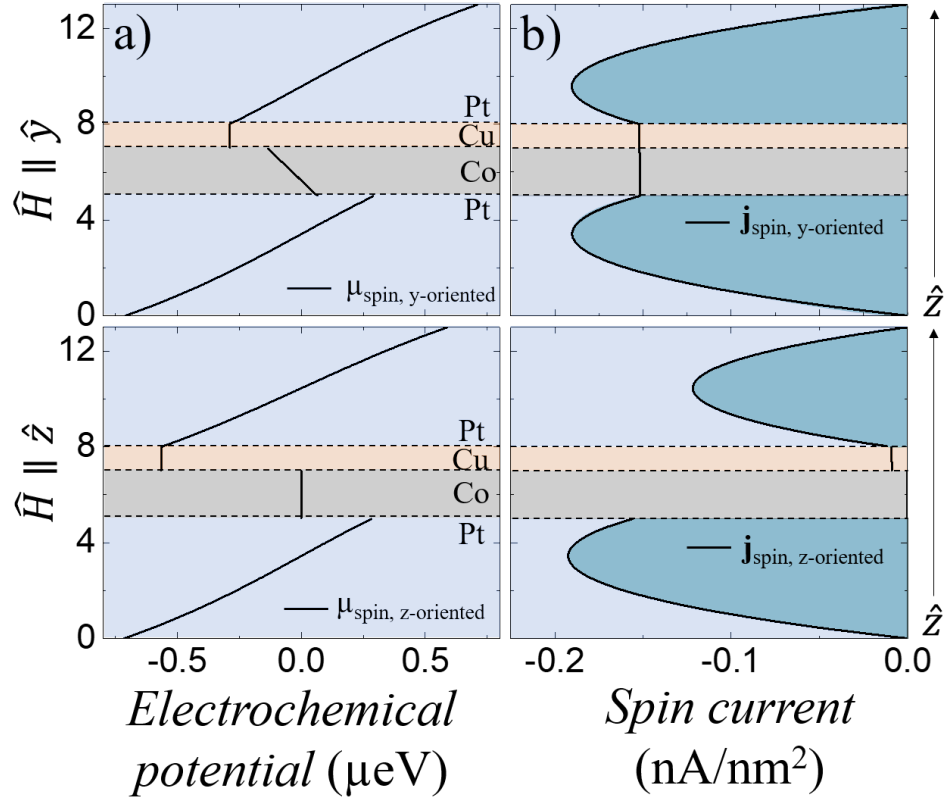 a)
b)
12
8
4
0
Ĥ ∥ ŷ
Pt
Cu
Co
Pt
μspin, y-oriented
jspin, y-oriented
ẑ
12
8
4
0
Ĥ ∥ ẑ
Pt
Cu
Co
Pt
μspin, z-oriented
jspin, z-oriented
ẑ
-0.5 0.0 0.5
-0.2 -0.1 0.0
Electrochemical
potential (μeV)
Spin current
(nA/nm²)